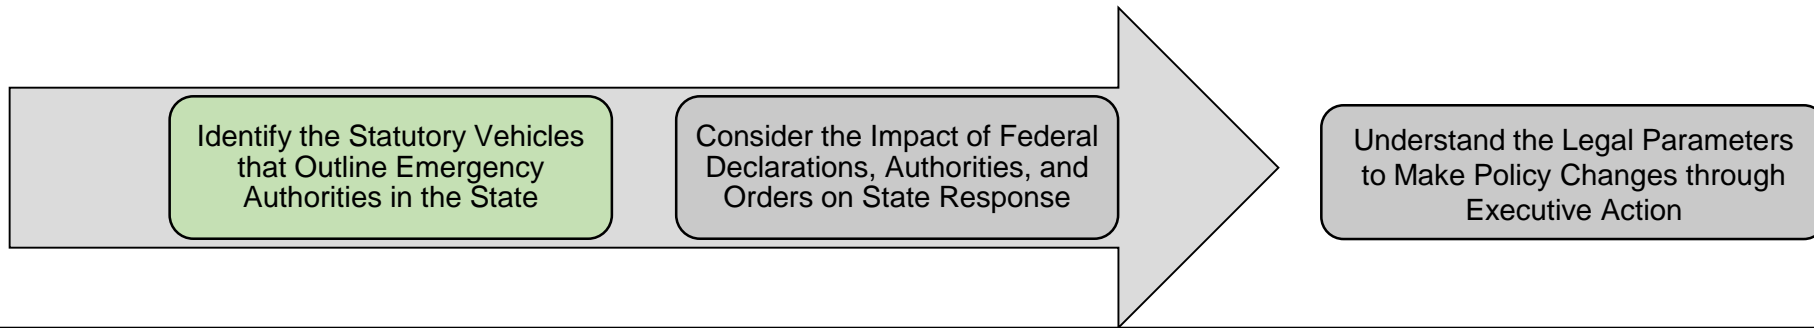 Identify the Statutory Vehicles
that Outline Emergency
Authorities in the State
Consider the Impact of Federal
Declarations, Authorities, and
Orders on State Response
Understand the Legal Parameters
to Make Policy Changes through
Executive Action